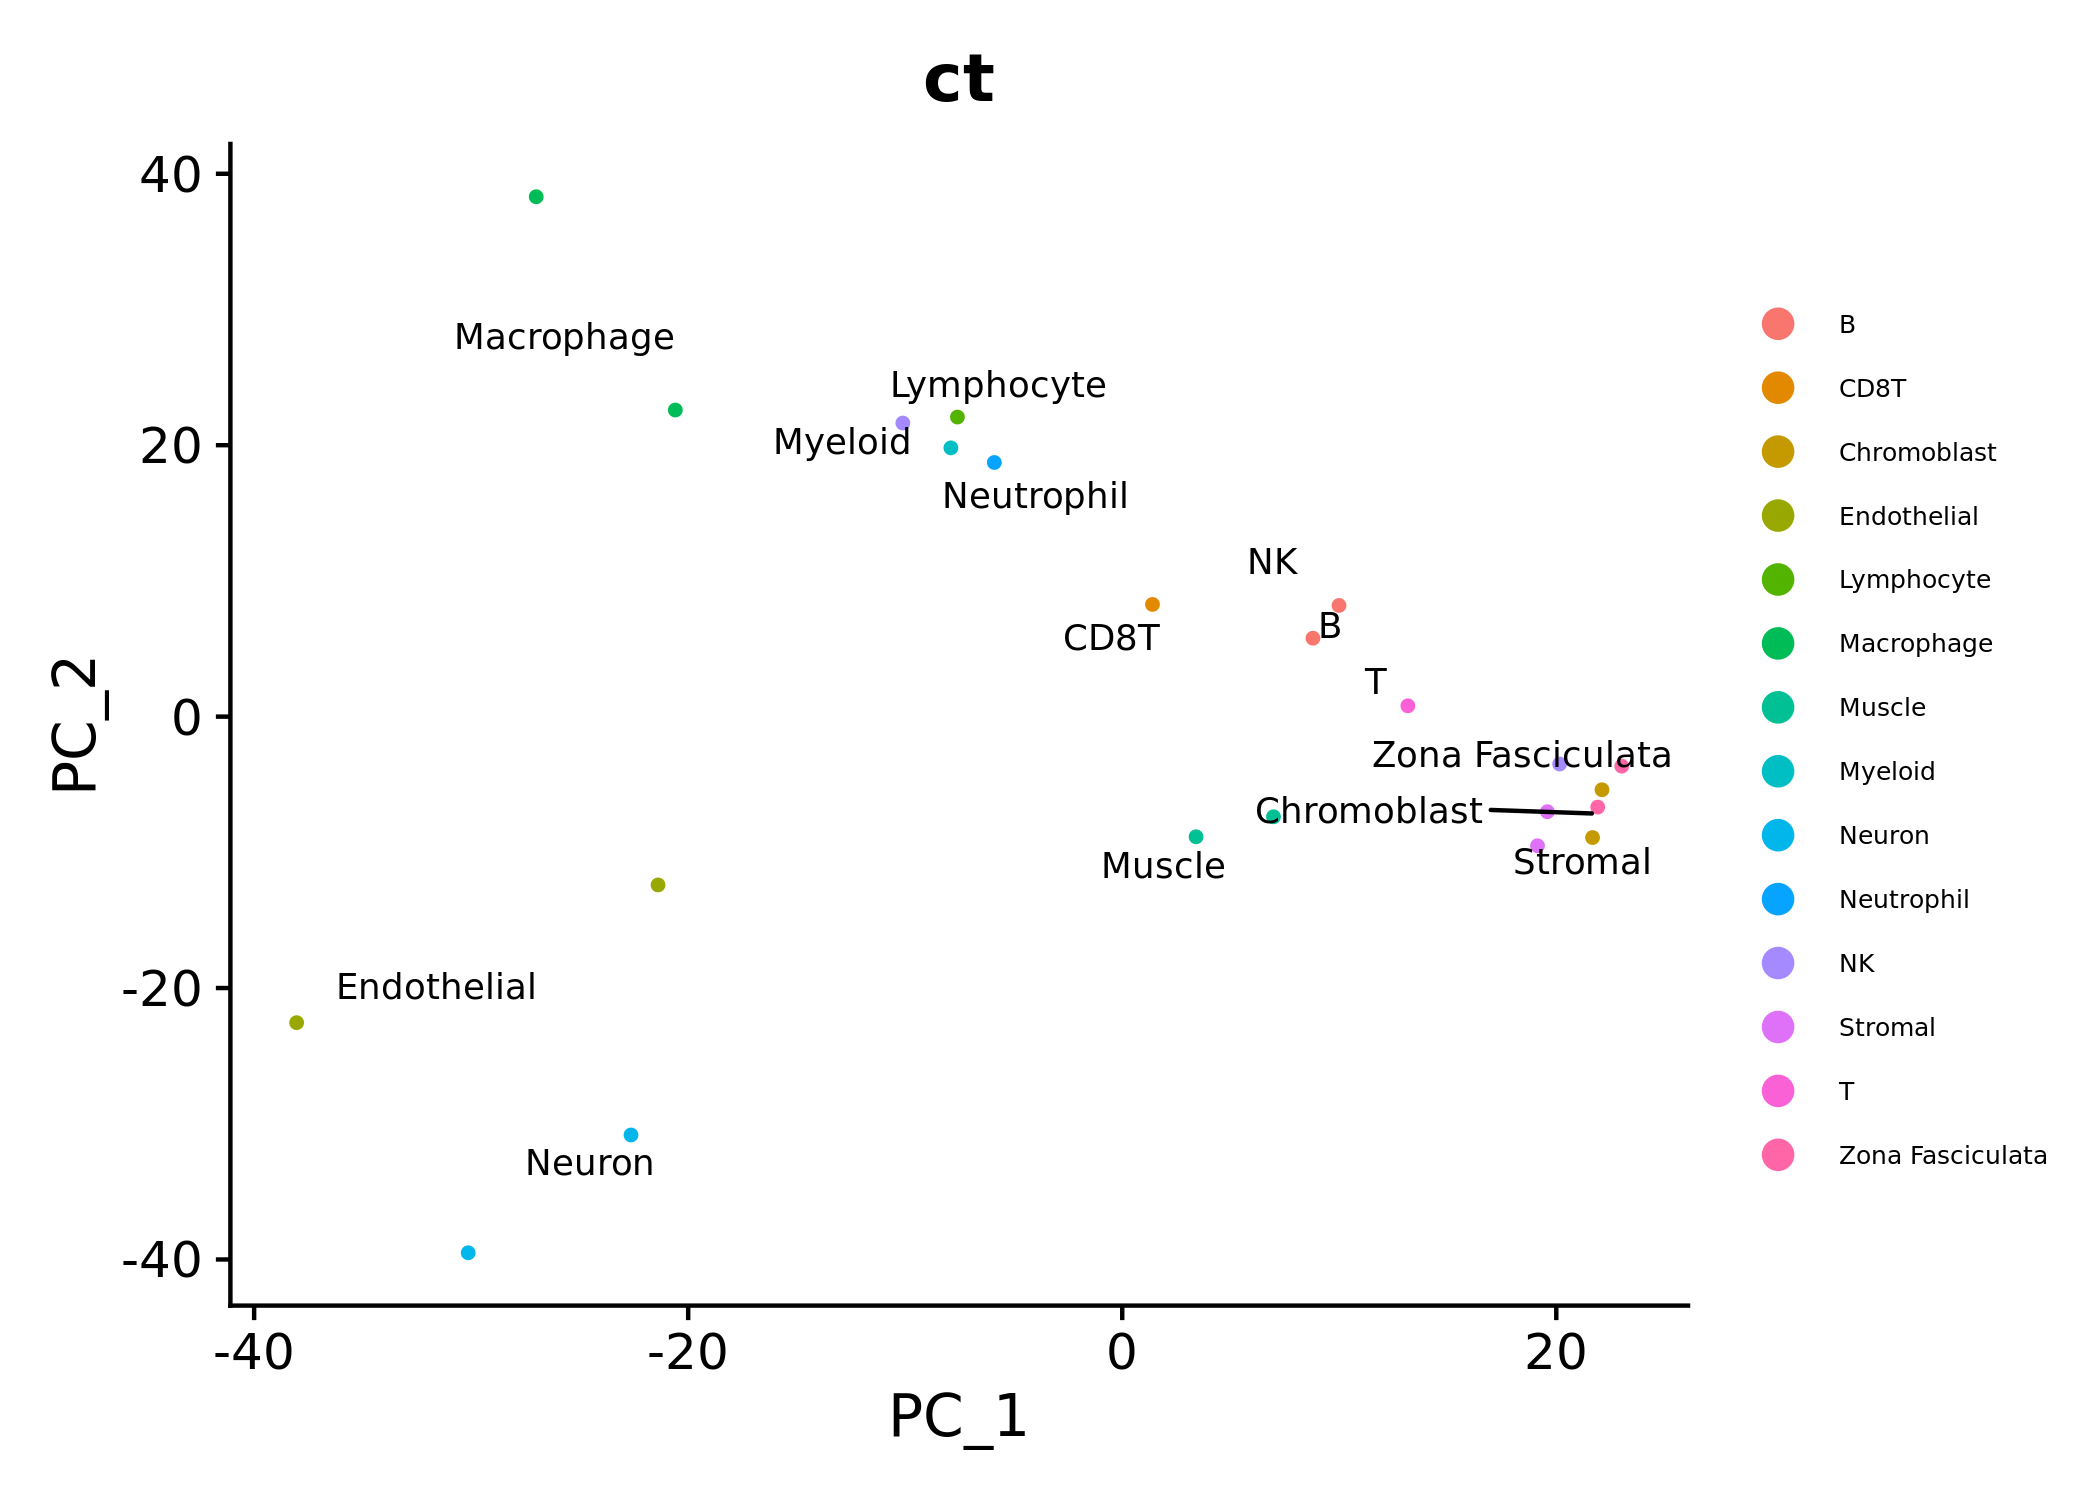 ct
40
20
0
-20
-40
PC_2
Macrophage
Lymphocyte
Myeloid
Neutrophil
NK
B
CD8T
T
Zona Fasciculata
Chromoblast
Stromal
Muscle
Endothelial
Neuron
-40
-20
0
20
PC_1
B
CD8T
Chromoblast
Endothelial
Lymphocyte
Macrophage
Muscle
Myeloid
Neuron
Neutrophil
NK
Stromal
T
Zona Fasciculata